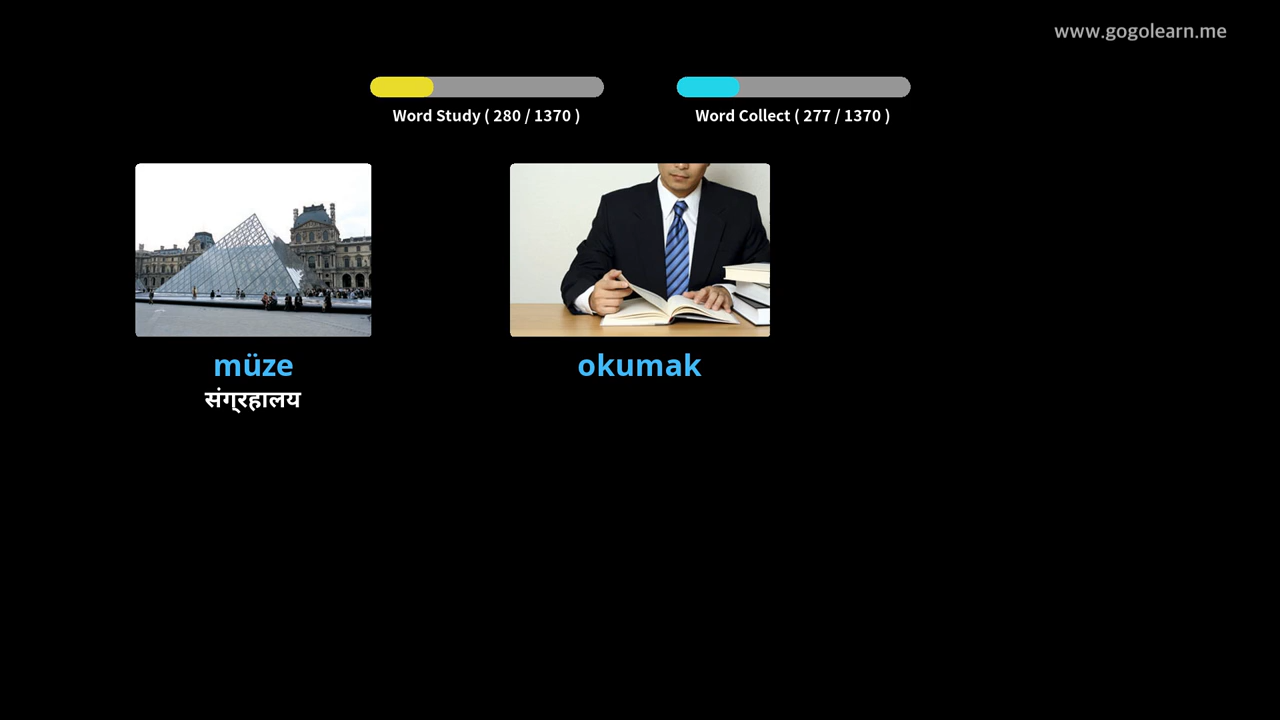 www.gogolearn.me
Word Study ( 280 / 1370 )
Word Collect ( 277 / 1370 )
müze
संग्रहालय
okumak